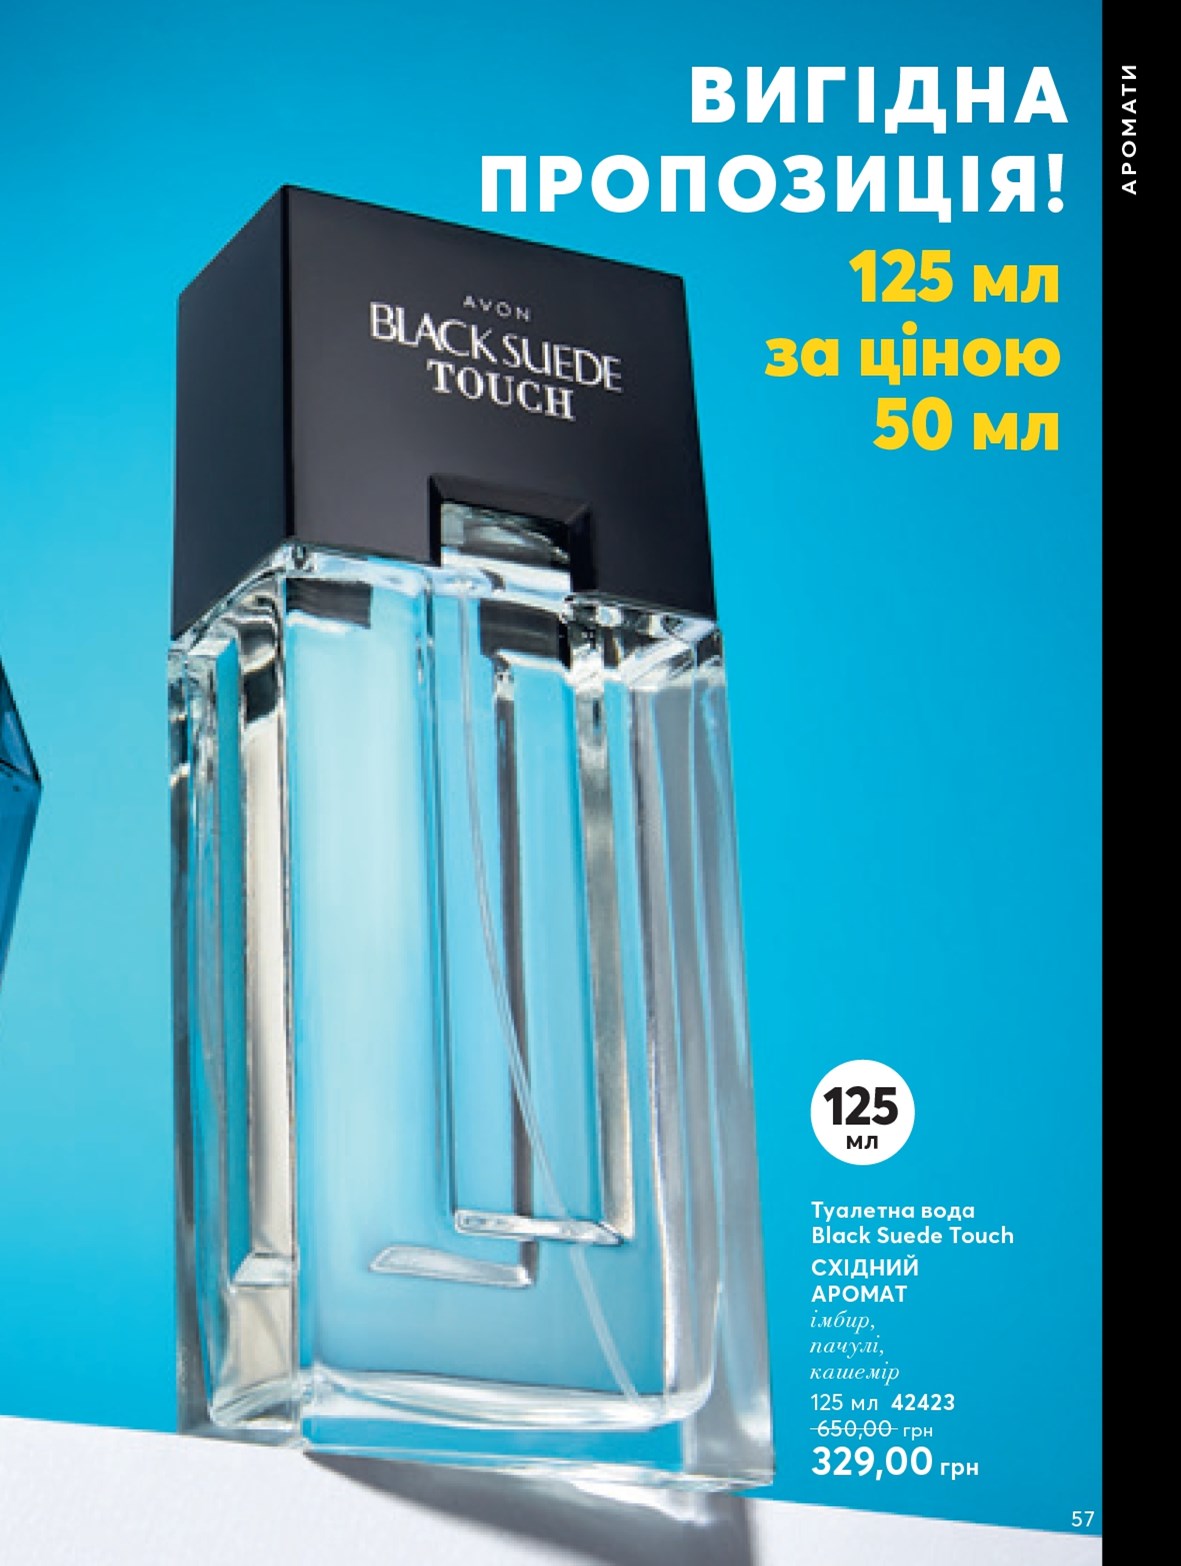 ВИГІДНА
ПРОПОЗИЦІЯ!
125 мл
за ціною
50 мл
АРОМАТИ
AVON
BLACK SUEDE
TOUCH
125
МЛ
Туалетна вода
Black Suede Touch
СХІДНИЙ
АРОМАТ
імбир,
пачулі,
кашемір
125 мл 42423
650,00 грн
329,00 грн
57